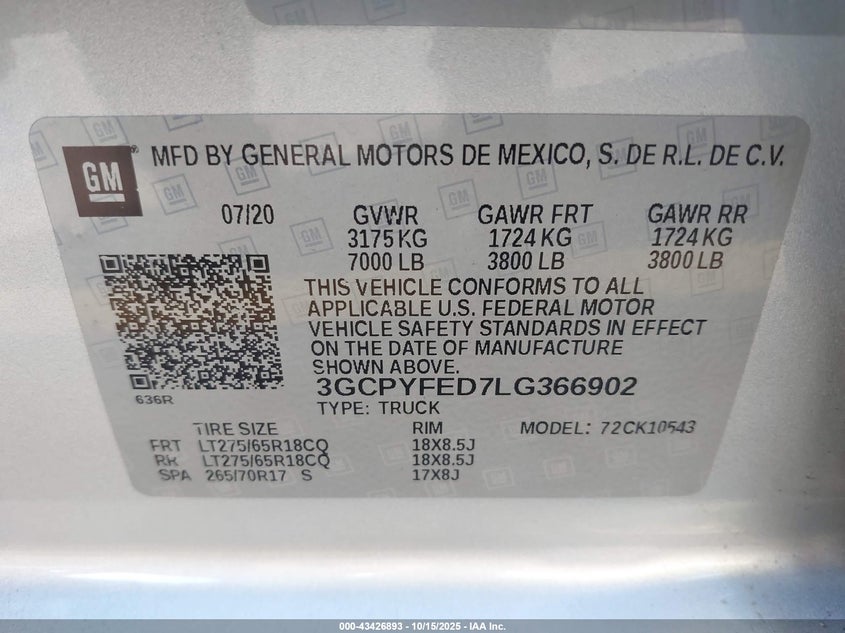 GM
® MFD BY GENERAL MOTORS DE MEXICO, S. DE R.L. DE C.V.
07/20 GVWR GAWR FRT GAWR RR
3175 KG 1724 KG 1724 KG
7000 LB 3800 LB 3800 LB
THIS VEHICLE CONFORMS TO ALL
APPLICABLE U.S. FEDERAL MOTOR
VEHICLE SAFETY STANDARDS IN EFFECT
ON THE DATE OF MANUFACTURE
SHOWN ABOVE.
3GCPYFED7LG366902
636R
TYPE: TRUCK
TIRE SIZE RIM MODEL: 72CK10543
FRT LT275/65R18CQ 18X8.5J
RR LT275/65R18CQ 18X8.5J
SPA 265/70R17 S 17X8J
000-43426893 - 10/15/2025 - IAA Inc.